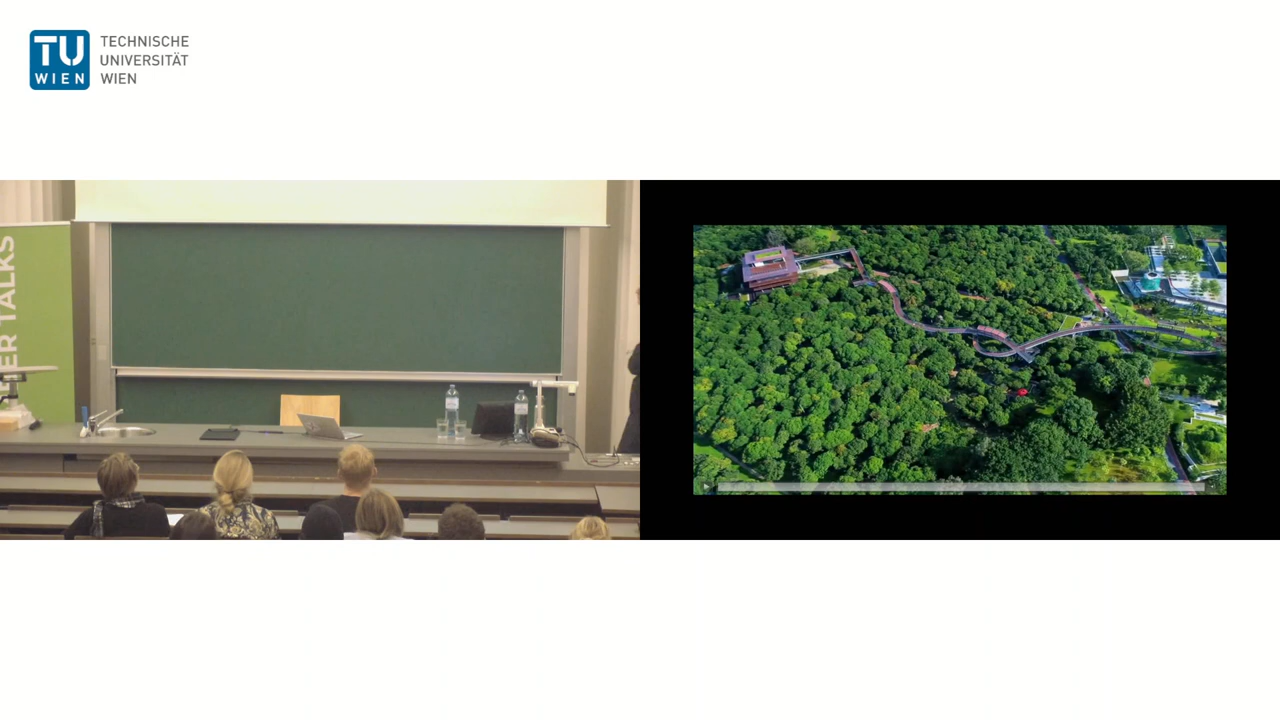 TU
WIEN
TECHNISCHE
UNIVERSITÄT
WIEN
ER TALKS